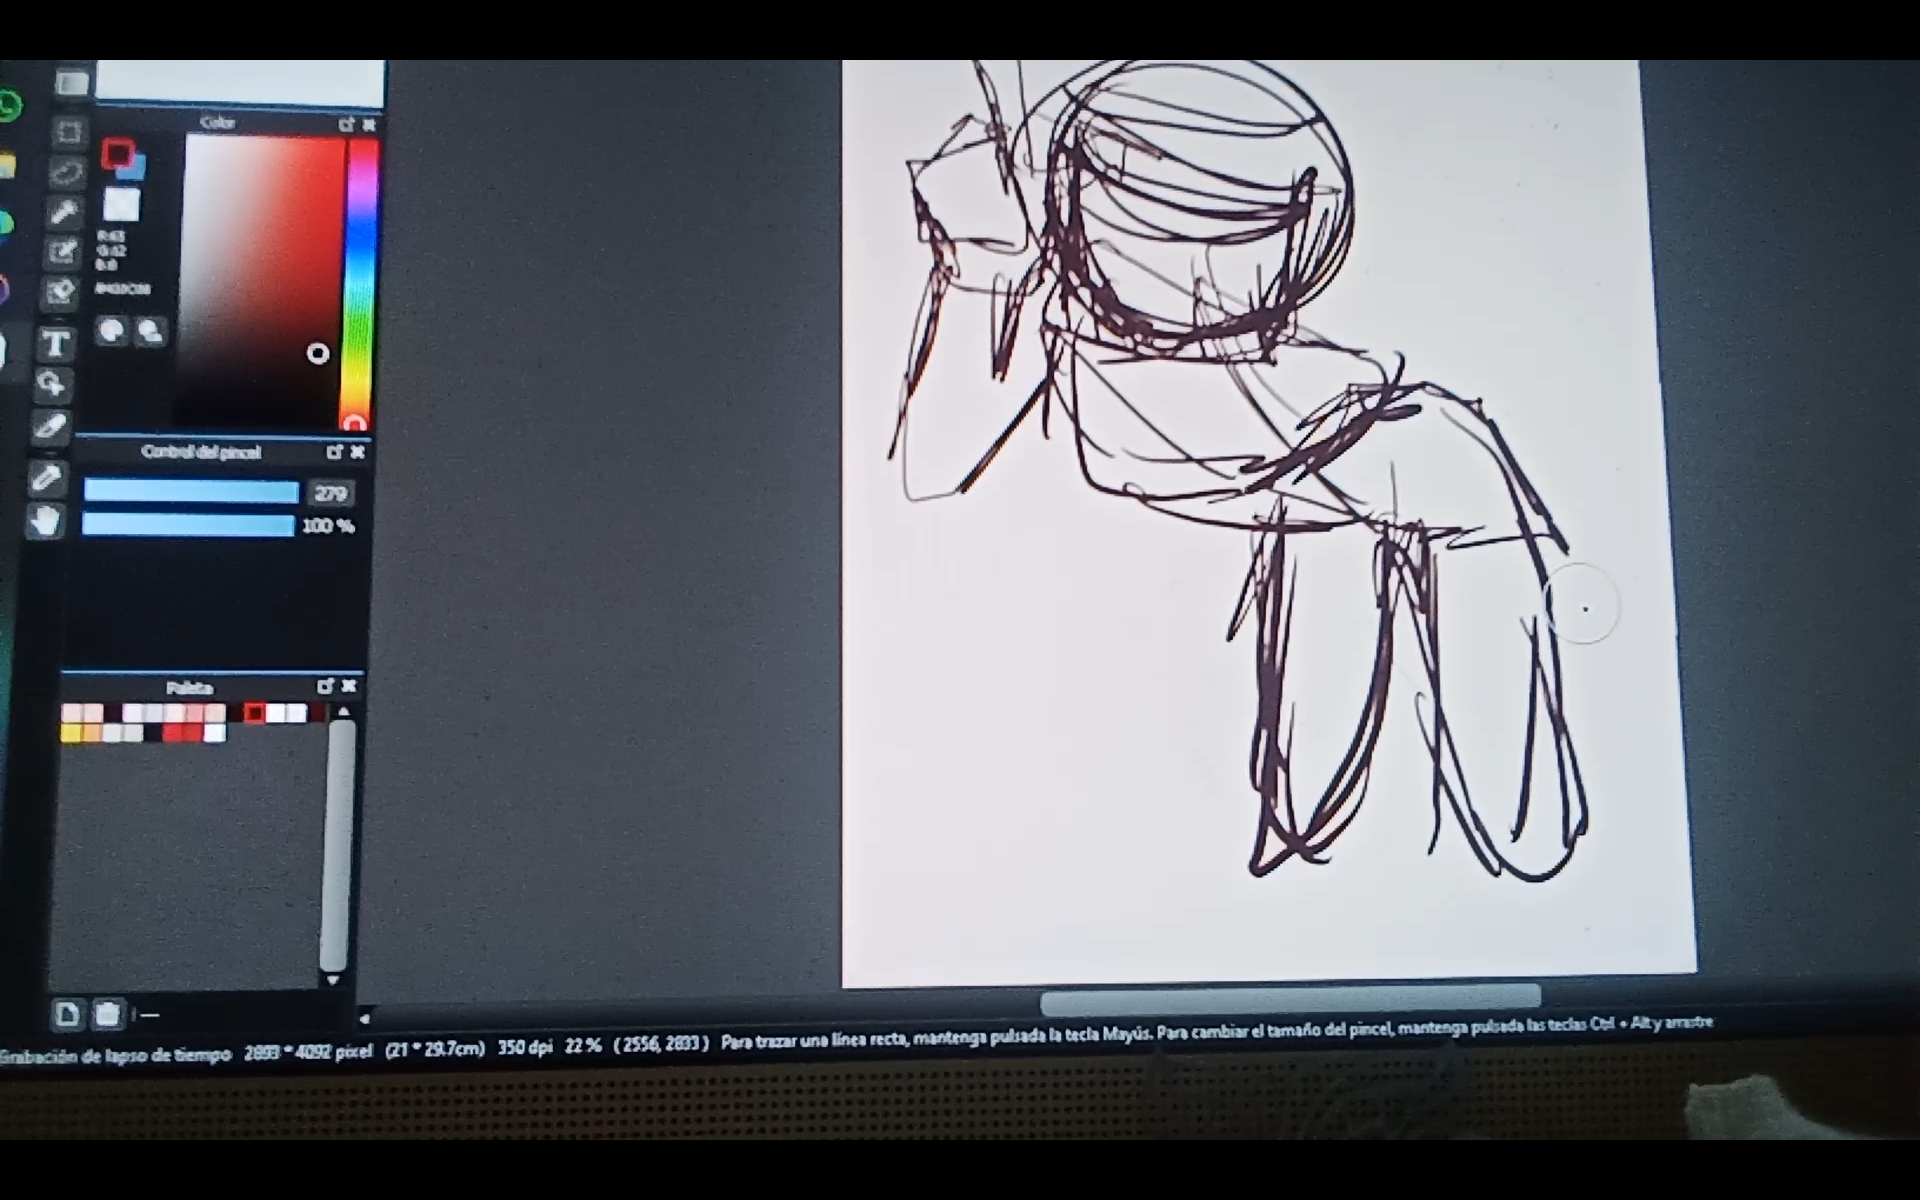 Color
Control del pincel
279
100 %
Paleta
Grabación de lapso de tiempo 2893 * 4092 pixel (21 * 29.7cm) 350 dpi 22 % ( 2556, 2833 ) Para trazar una línea recta, mantenga pulsada la tecla Mayús. Para cambiar el tamaño del pincel, mantenga pulsada las teclas Ctrl + Alt y arrastre